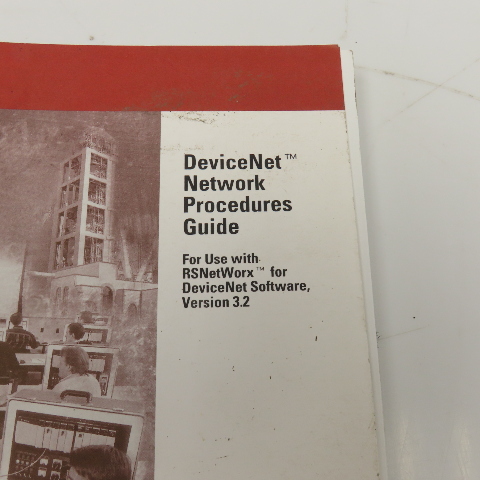 DeviceNet™
Network
Procedures
Guide
For Use with
RSNetWorx™ for
DeviceNet Software,
Version 3.2